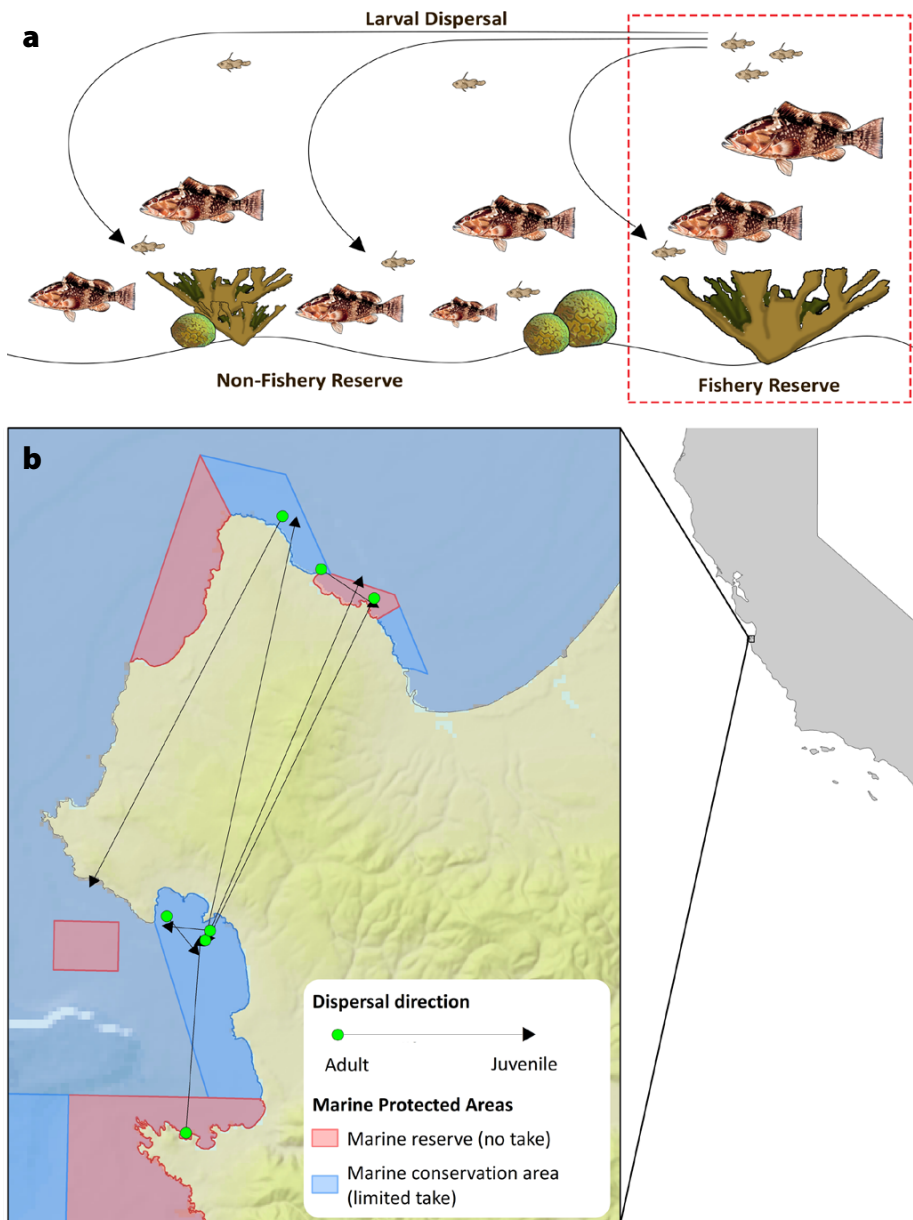 Larval Dispersal
a
Non-Fishery Reserve
Fishery Reserve
b
Dispersal direction
Adult
Juvenile
Marine Protected Areas
Marine reserve (no take)
Marine conservation area
(limited take)